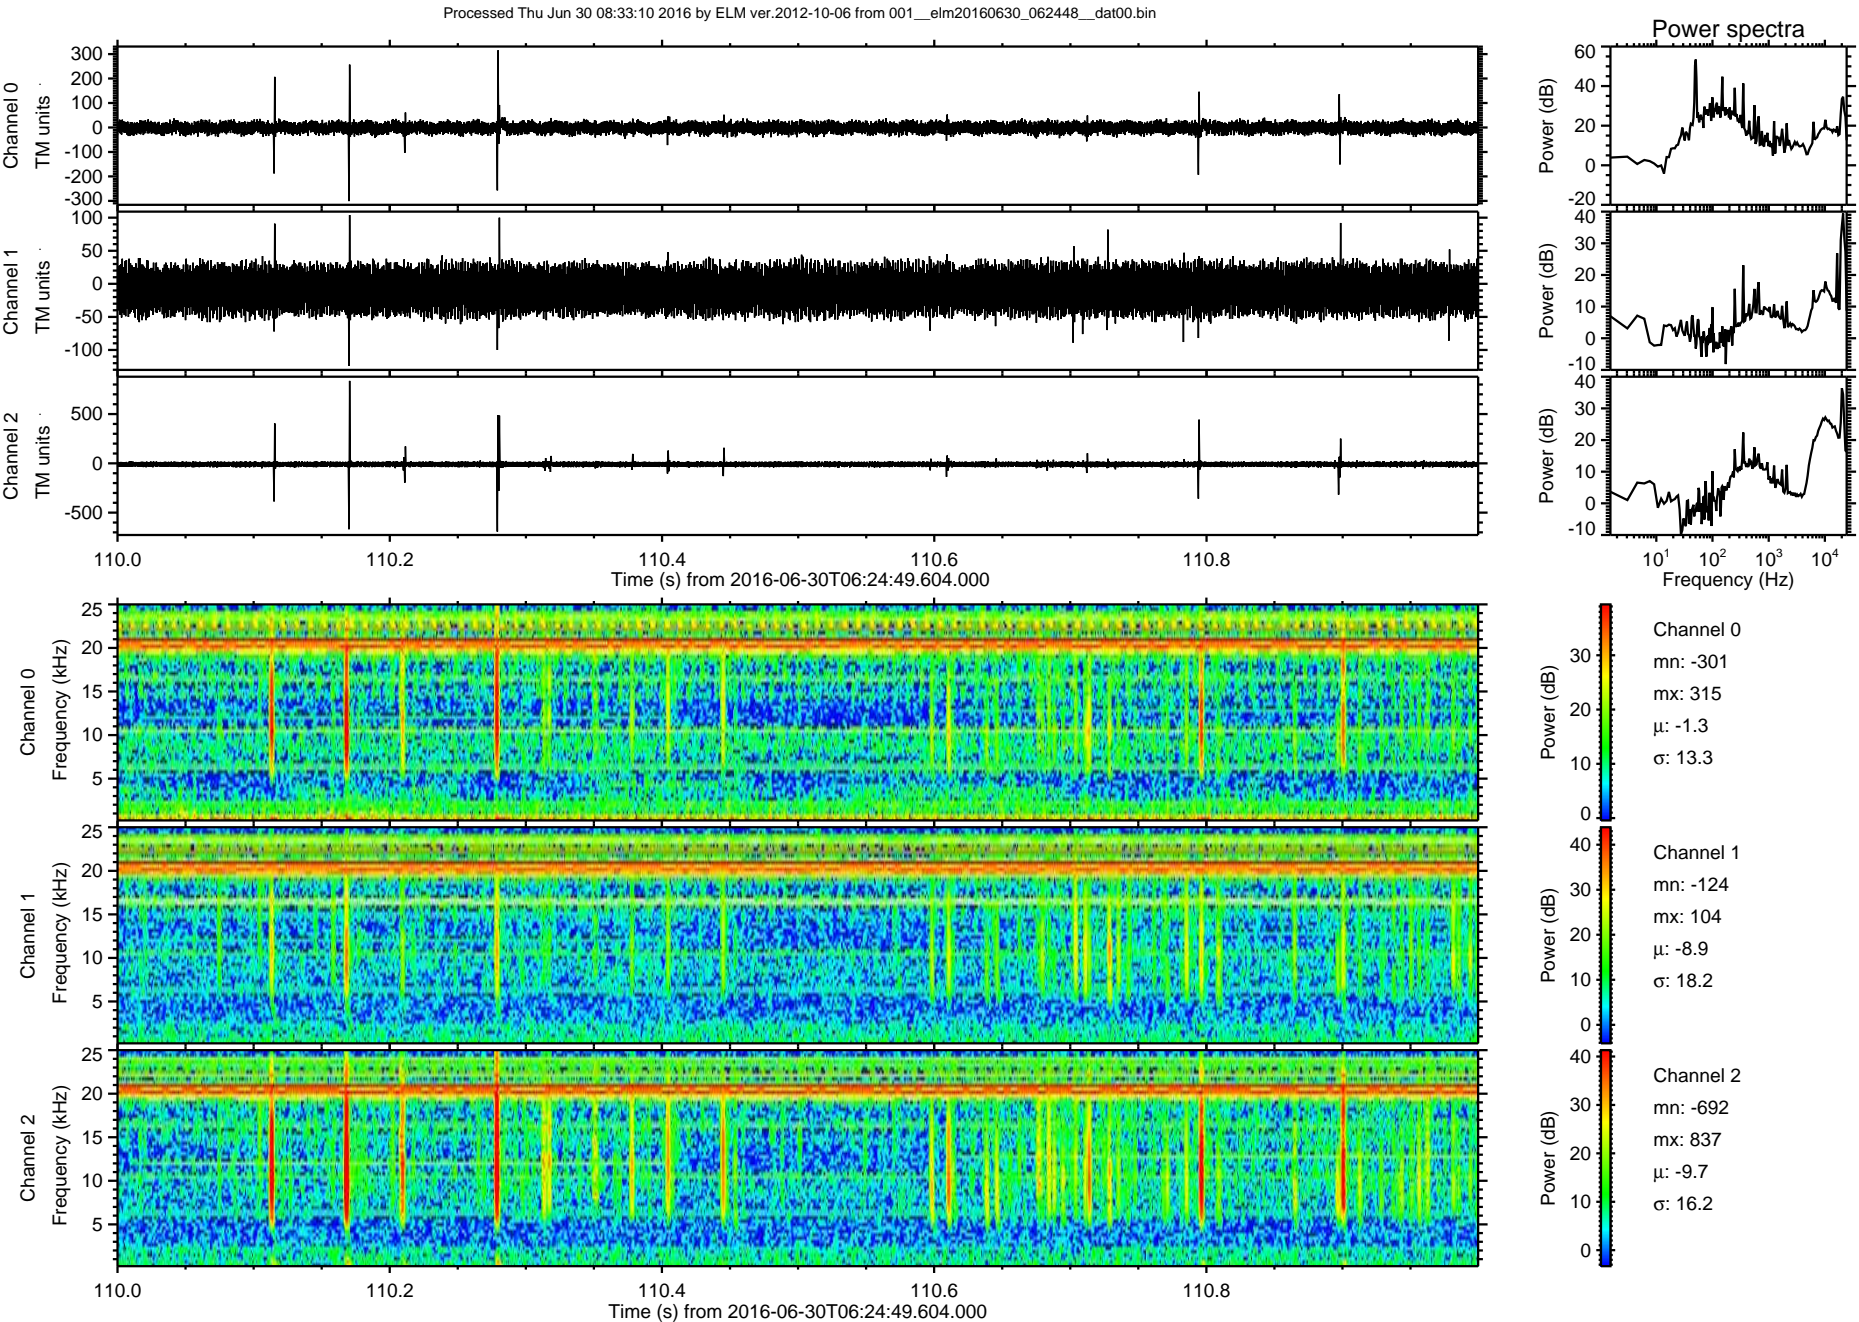 Processed Thu Jun 30 08:33:10 2016 by ELM ver.2012-10-06 from 001__elm20160630_062448__dat00.bin
Power spectra
Channel 0
TM units
300
200
100
0
-100
-200
-300
Power (dB)
60
40
20
0
-20
Channel 1
TM units
100
50
0
-50
-100
Power (dB)
40
30
20
10
0
-10
Channel 2
TM units
500
0
-500
Power (dB)
40
30
20
10
0
-10
110.0 110.2 110.4 110.6 110.8
Time (s) from 2016-06-30T06:24:49.604.000
10^1 10^2 10^3 10^4
Frequency (Hz)
Channel 0
Frequency (kHz)
25
20
15
10
5
Power (dB)
30
20
10
0
Channel 0
mn: -301
mx: 315
μ: -1.3
σ: 13.3
Channel 1
Frequency (kHz)
25
20
15
10
5
Power (dB)
40
30
20
10
0
Channel 1
mn: -124
mx: 104
μ: -8.9
σ: 18.2
Channel 2
Frequency (kHz)
25
20
15
10
5
Power (dB)
40
30
20
10
0
Channel 2
mn: -692
mx: 837
μ: -9.7
σ: 16.2
110.0 110.2 110.4 110.6 110.8
Time (s) from 2016-06-30T06:24:49.604.000